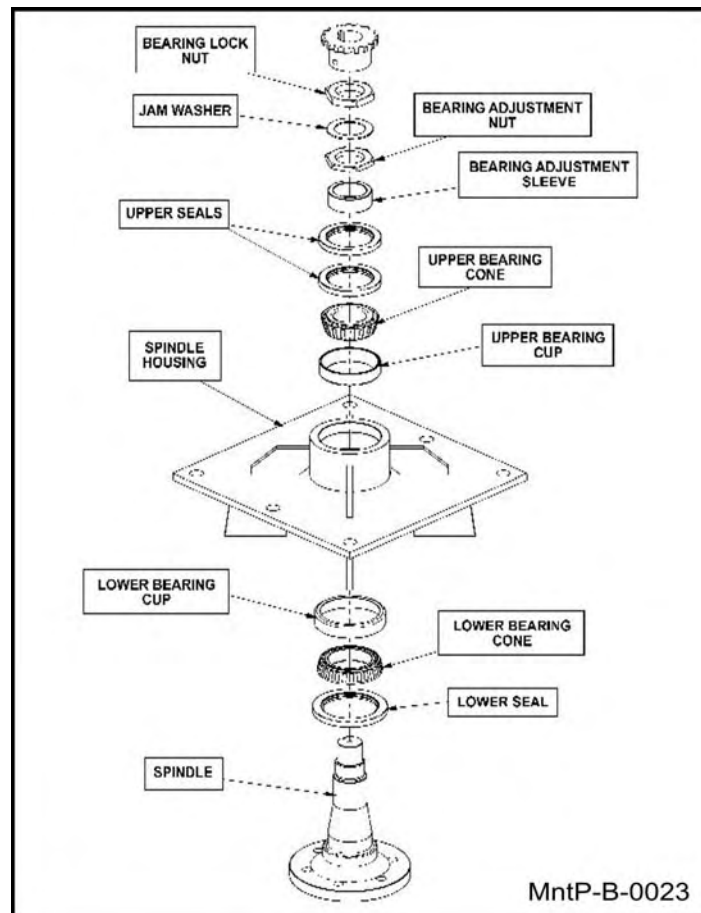 BEARING LOCK
NUT
JAM WASHER
BEARING ADJUSTMENT
NUT
BEARING ADJUSTMENT
SLEEVE
UPPER SEALS
UPPER BEARING
CONE
SPINDLE
HOUSING
UPPER BEARING
CUP
LOWER BEARING
CUP
LOWER BEARING
CONE
LOWER SEAL
SPINDLE
MntP-B-0023